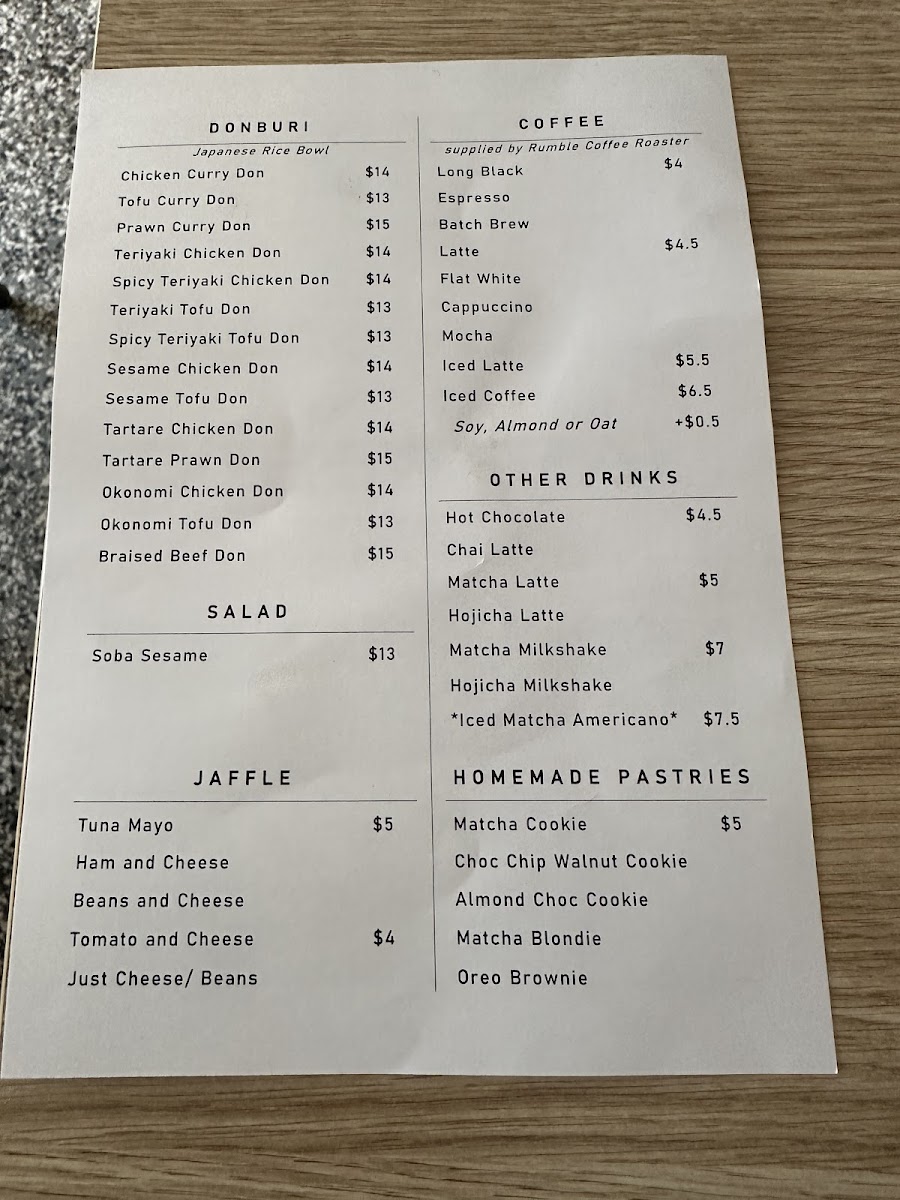 DONBURI
Japanese Rice Bowl
Chicken Curry Don $14
Tofu Curry Don $13
Prawn Curry Don $15
Teriyaki Chicken Don $14
Spicy Teriyaki Chicken Don $14
Teriyaki Tofu Don $13
Spicy Teriyaki Tofu Don $13
Sesame Chicken Don $14
Sesame Tofu Don $13
Tartare Chicken Don $14
Tartare Prawn Don $15
Okonomi Chicken Don $14
Okonomi Tofu Don $13
Braised Beef Don $15
SALAD
Soba Sesame $13
JAFFLE
Tuna Mayo $5
Ham and Cheese
Beans and Cheese
Tomato and Cheese $4
Just Cheese/ Beans
COFFEE
supplied by Rumble Coffee Roaster
Long Black $4
Espresso
Batch Brew
Latte $4.5
Flat White
Cappuccino
Mocha
Iced Latte $5.5
Iced Coffee $6.5
Soy, Almond or Oat +$0.5
OTHER DRINKS
Hot Chocolate $4.5
Chai Latte
Matcha Latte $5
Hojicha Latte
Matcha Milkshake $7
Hojicha Milkshake
*Iced Matcha Americano* $7.5
HOMEMADE PASTRIES
Matcha Cookie $5
Choc Chip Walnut Cookie
Almond Choc Cookie
Matcha Blondie
Oreo Brownie